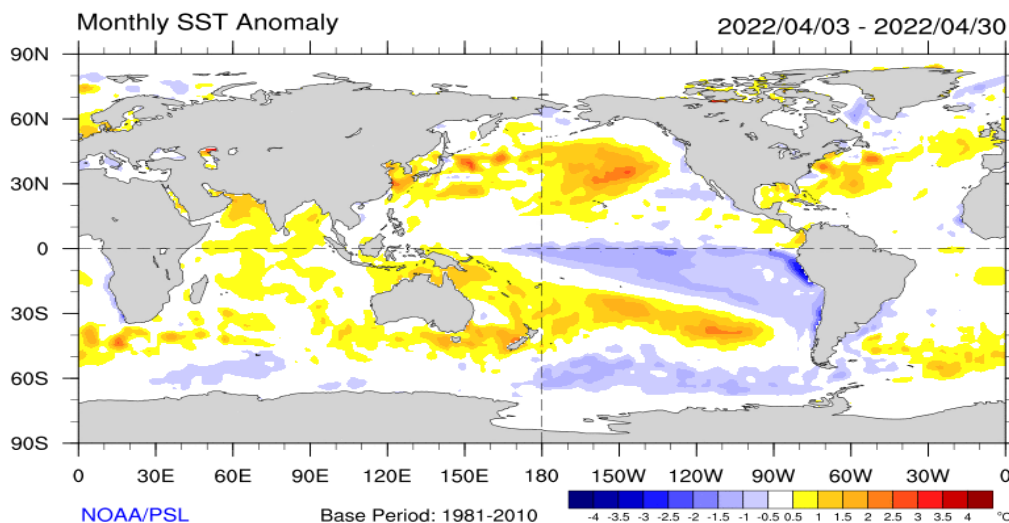 Monthly SST Anomaly 2022/04/03 - 2022/04/30
90N
60N
30N
0
30S
60S
90S
0 30E 60E 90E 120E 150E 180 150W 120W 90W 60W 30W 0
NOAA/PSL Base Period: 1981-2010
-4 -3.5 -3 -2.5 -2 -1.5 -1 -0.5 0.5 1 1.5 2 2.5 3 3.5 4 °C